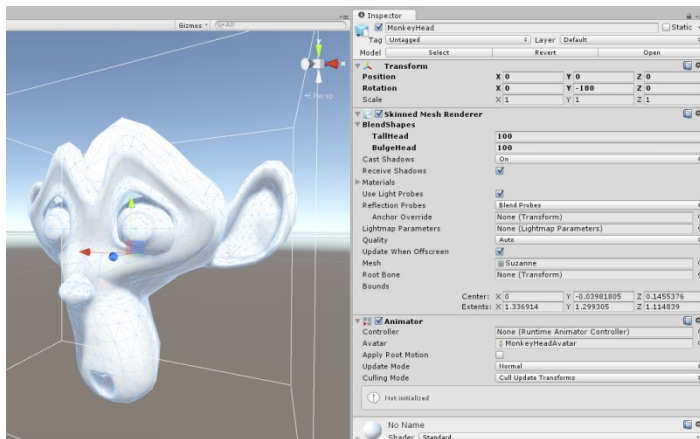 Gizmos All
Persp
Inspector
MonkeyHead Static
Tag Untagged Layer Default
Model Select Revert Open
Transform
Position X 0 Y 0 Z 0
Rotation X 0 Y -180 Z 0
Scale X 1 Y 1 Z 1
Skinned Mesh Renderer
BlendShapes
TallHead 100
BulgeHead 100
Cast Shadows On
Receive Shadows
Materials
Use Light Probes
Reflection Probes Blend Probes
Anchor Override None (Transform)
Lightmap Parameters None (Lightmap Parameters)
Quality Auto
Update When Offscreen
Mesh Suzanne
Root Bone None (Transform)
Bounds
Center: X 0 Y -0.03981805 Z 0.1455376
Extents: X 1.336914 Y 1.299305 Z 1.114839
Animator
Controller None (Runtime Animator Controller)
Avatar MonkeyHeadAvatar
Apply Root Motion
Update Mode Normal
Culling Mode Cull Update Transforms
Not initialized
No Name
Shader Standard